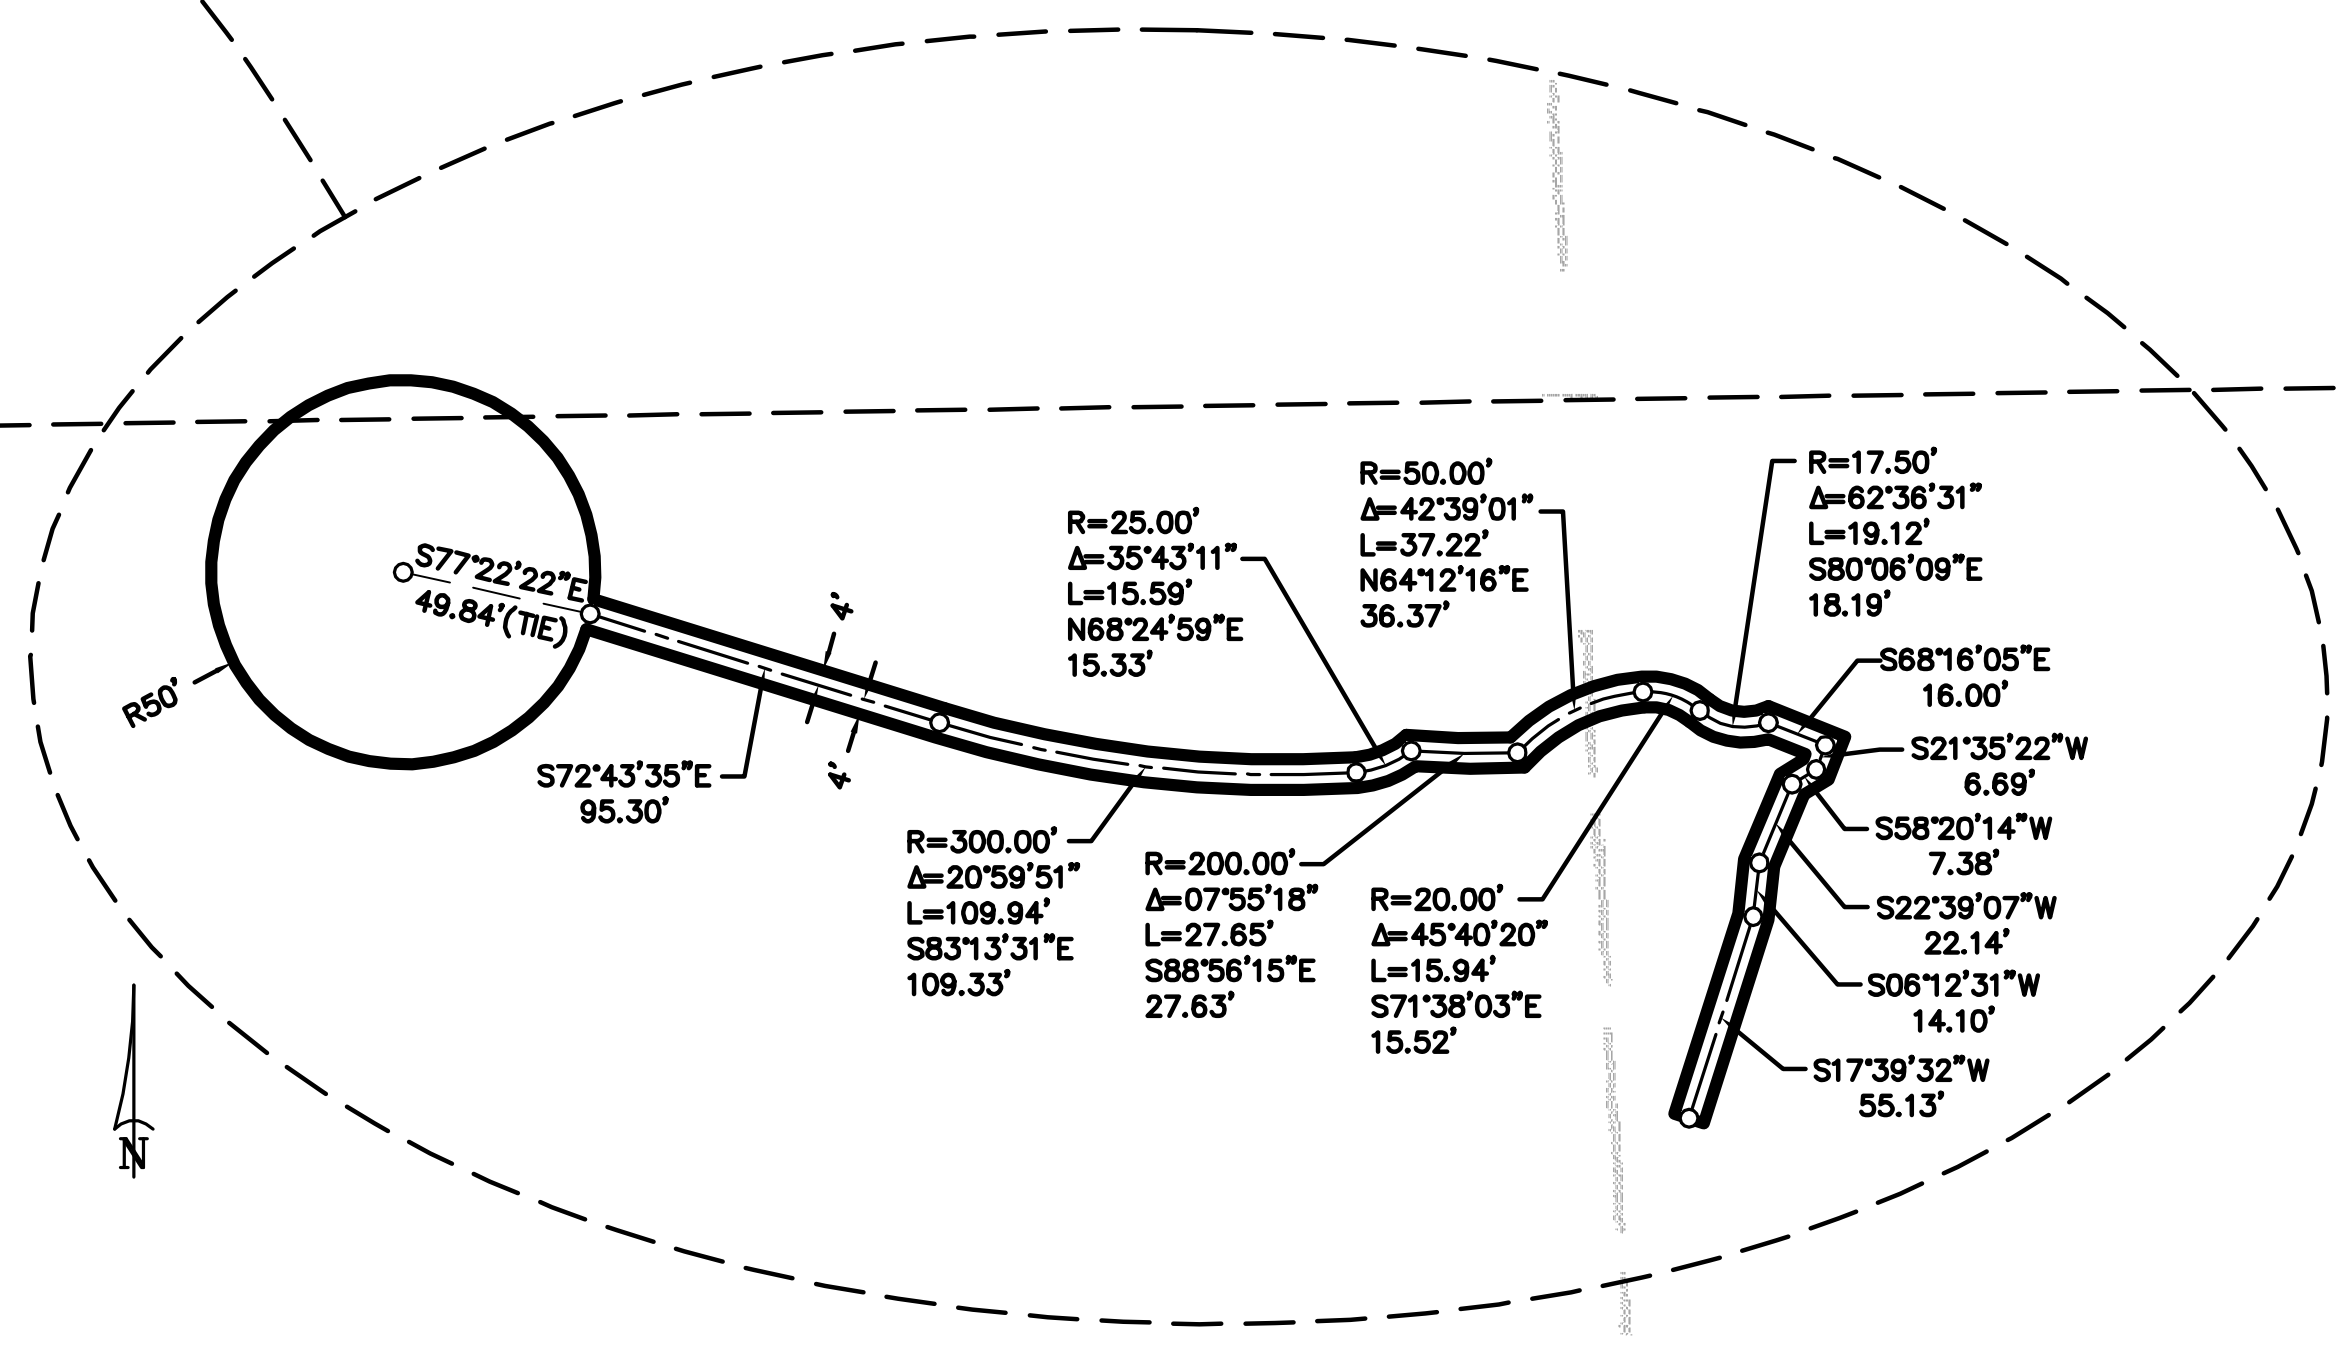 S77°22'22"E
49.84'(TIE)
R50'
4'
4'
S72°43'35"E
95.30'
R=300.00'
Δ=20°59'51"
L=109.94'
S83°13'31"E
109.33'
R=25.00'
Δ=35°43'11"
L=15.59'
N68°24'59"E
15.33'
R=200.00'
Δ=07°55'18"
L=27.65'
S88°56'15"E
27.63'
R=50.00'
Δ=42°39'01"
L=37.22'
N64°12'16"E
36.37'
R=20.00'
Δ=45°40'20"
L=15.94'
S71°38'03"E
15.52'
R=17.50'
Δ=62°36'31"
L=19.12'
S80°06'09"E
18.19'
S68°16'05"E
16.00'
S21°35'22"W
6.69'
S58°20'14"W
7.38'
S22°39'07"W
22.14'
S06°12'31"W
14.10'
S17°39'32"W
55.13'
N